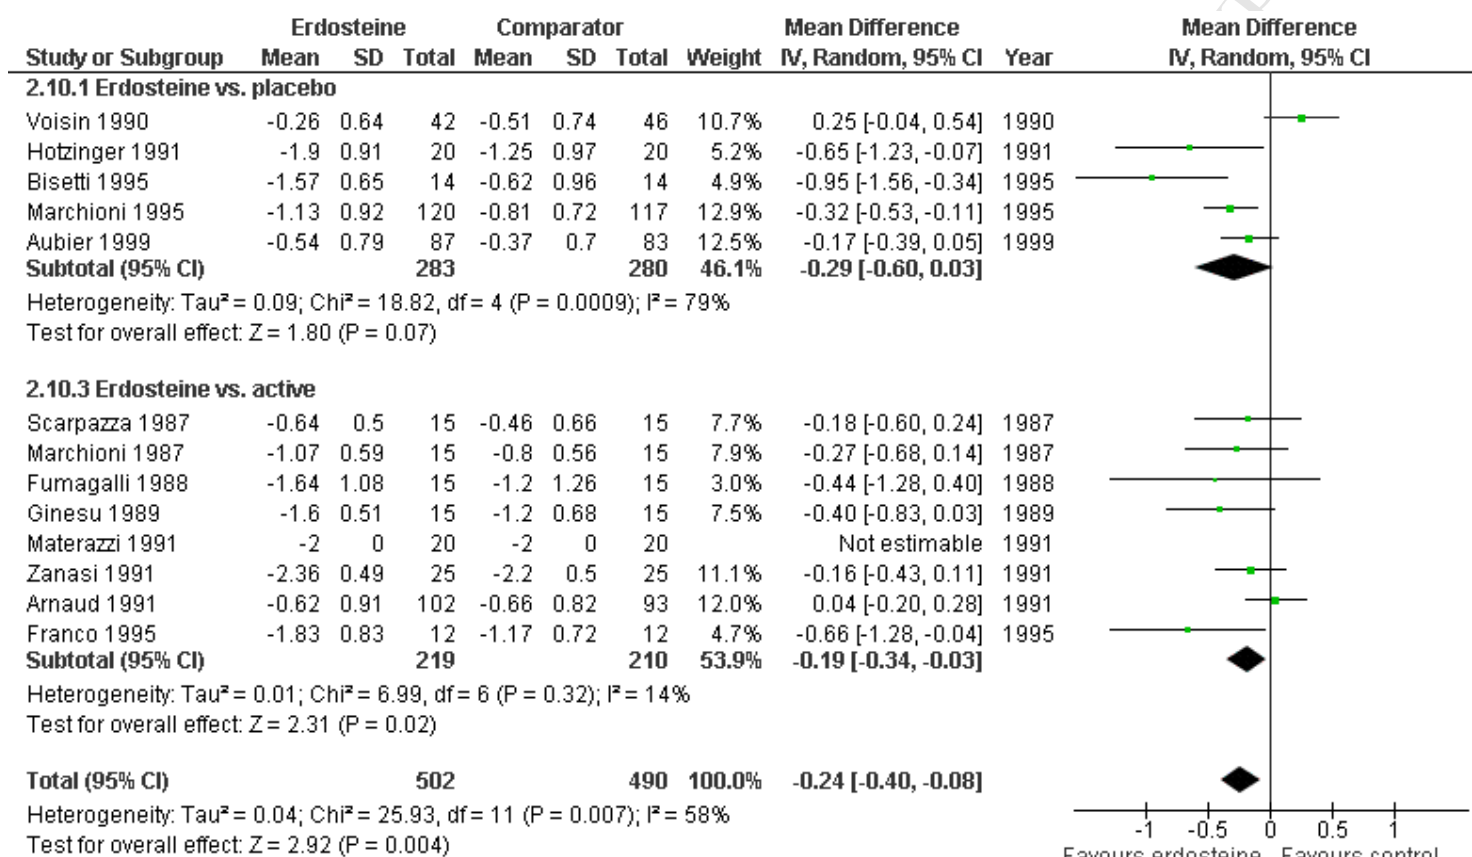 Erdosteine Comparator Mean Difference Mean Difference
Study or Subgroup Mean SD Total Mean SD Total Weight IV, Random, 95% CI Year IV, Random, 95% CI
2.10.1 Erdosteine vs. placebo
Voisin 1990 -0.26 0.64 42 -0.51 0.74 46 10.7% 0.25 [-0.04, 0.54] 1990
Hotzinger 1991 -1.9 0.91 20 -1.25 0.97 20 5.2% -0.65 [-1.23, -0.07] 1991
Bisetti 1995 -1.57 0.65 14 -0.62 0.96 14 4.9% -0.95 [-1.56, -0.34] 1995
Marchioni 1995 -1.13 0.92 120 -0.81 0.72 117 12.9% -0.32 [-0.53, -0.11] 1995
Aubier 1999 -0.54 0.79 87 -0.37 0.7 83 12.5% -0.17 [-0.39, 0.05] 1999
Subtotal (95% CI) 283 280 46.1% -0.29 [-0.60, 0.03]
Heterogeneity: Tau² = 0.09; Chi² = 18.82, df = 4 (P = 0.0009); I² = 79%
Test for overall effect: Z = 1.80 (P = 0.07)
2.10.3 Erdosteine vs. active
Scarpazza 1987 -0.64 0.5 15 -0.46 0.66 15 7.7% -0.18 [-0.60, 0.24] 1987
Marchioni 1987 -1.07 0.59 15 -0.8 0.56 15 7.9% -0.27 [-0.68, 0.14] 1987
Fumagalli 1988 -1.64 1.08 15 -1.2 1.26 15 3.0% -0.44 [-1.28, 0.40] 1988
Ginesu 1989 -1.6 0.51 15 -1.2 0.68 15 7.5% -0.40 [-0.83, 0.03] 1989
Materazzi 1991 -2 0 20 -2 0 20 Not estimable 1991
Zanasi 1991 -2.36 0.49 25 -2.2 0.5 25 11.1% -0.16 [-0.43, 0.11] 1991
Arnaud 1991 -0.62 0.91 102 -0.66 0.82 93 12.0% 0.04 [-0.20, 0.28] 1991
Franco 1995 -1.83 0.83 12 -1.17 0.72 12 4.7% -0.66 [-1.28, -0.04] 1995
Subtotal (95% CI) 219 210 53.9% -0.19 [-0.34, -0.03]
Heterogeneity: Tau² = 0.01; Chi² = 6.99, df = 6 (P = 0.32); I² = 14%
Test for overall effect: Z = 2.31 (P = 0.02)
Total (95% CI) 502 490 100.0% -0.24 [-0.40, -0.08]
Heterogeneity: Tau² = 0.04; Chi² = 25.93, df = 11 (P = 0.007); I² = 58%
Test for overall effect: Z = 2.92 (P = 0.004)
-1 -0.5 0 0.5 1
Favours erdosteine Favours control